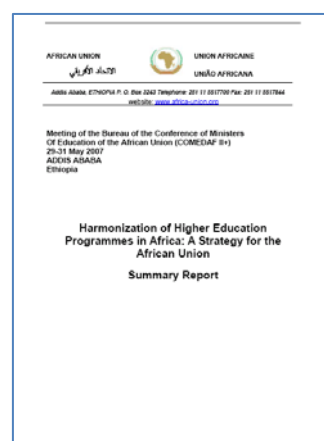 AFRICAN UNION
UNION AFRICAINE
الاتحاد الأفريقي
UNIÃO AFRICANA
Addis Ababa, ETHIOPIA P. O. Box 3243 Telephone: 251 11 5517700 Fax: 251 11 5517844
website: www.africa-union.org
Meeting of the Bureau of the Conference of Ministers
Of Education of the African Union (COMEDAF II+)
29-31 May 2007
ADDIS ABABA
Ethiopia
Harmonization of Higher Education
Programmes in Africa: A Strategy for the
African Union
Summary Report